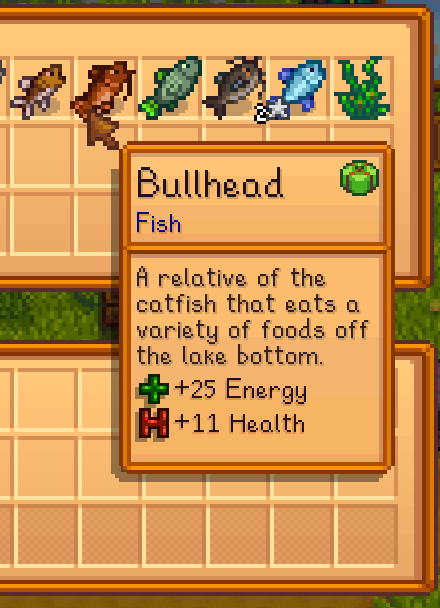 Bullhead
Fish
A relative of the
catfish that eats a
variety of foods off
the lake bottom.
+25 Energy
+11 Health